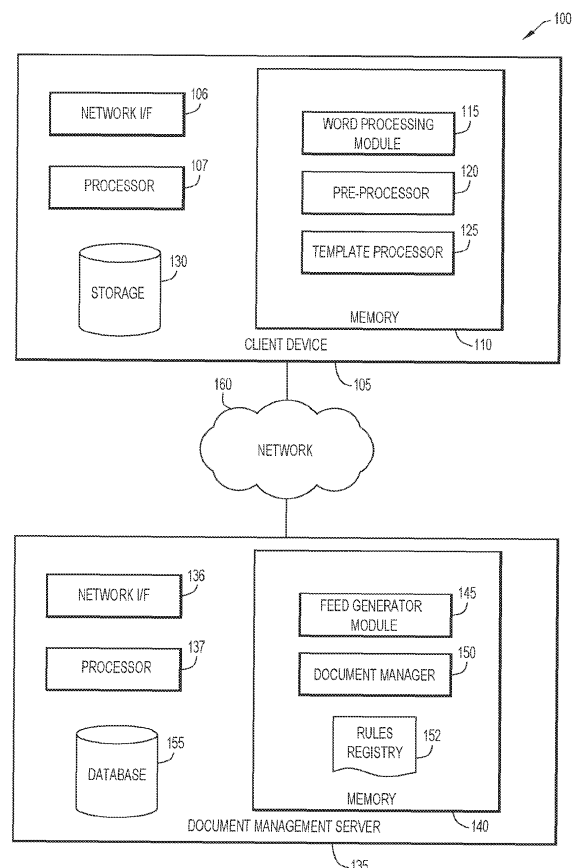 100
NETWORK I/F
106
PROCESSOR
107
STORAGE
130
WORD PROCESSING
MODULE
115
PRE-PROCESSOR
120
TEMPLATE PROCESSOR
125
MEMORY
110
CLIENT DEVICE
105
160
NETWORK
NETWORK I/F
136
PROCESSOR
137
DATABASE
155
FEED GENERATOR
MODULE
145
DOCUMENT MANAGER
150
RULES
REGISTRY
152
MEMORY
140
DOCUMENT MANAGEMENT SERVER
135